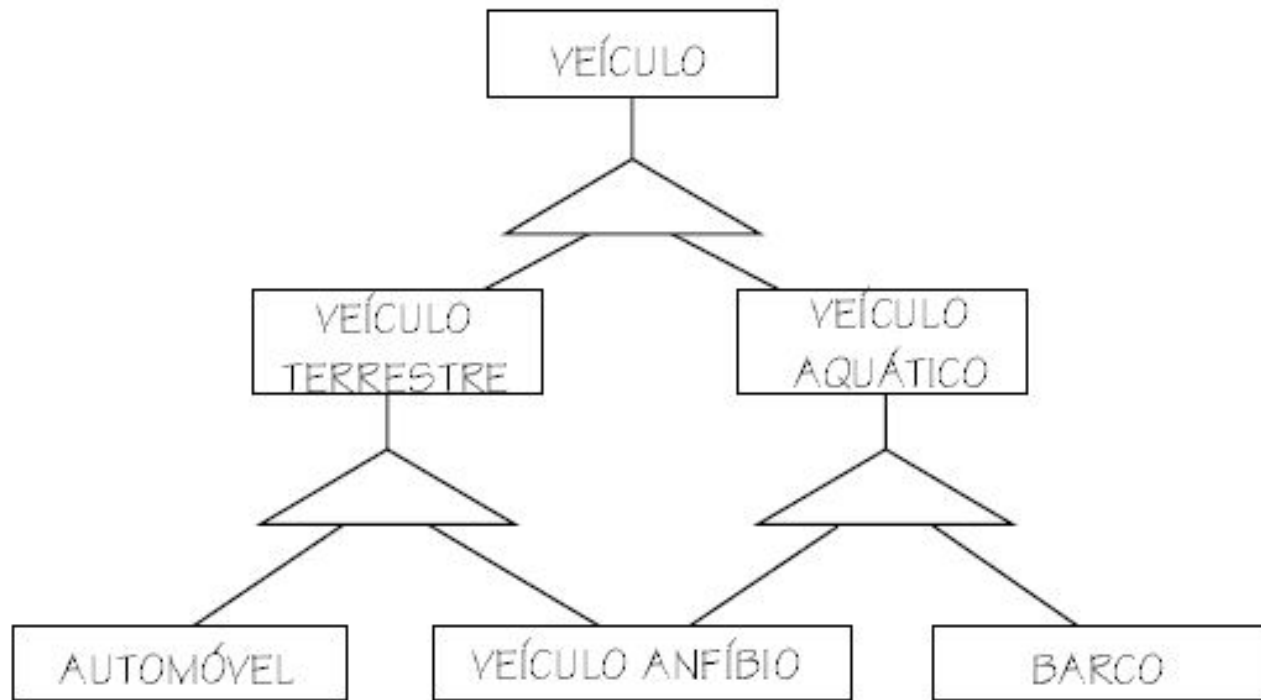 VEÍCULO
VEÍCULO
TERRESTRE
VEÍCULO
AQUÁTICO
AUTOMÓVEL
VEÍCULO ANFÍBIO
BARCO